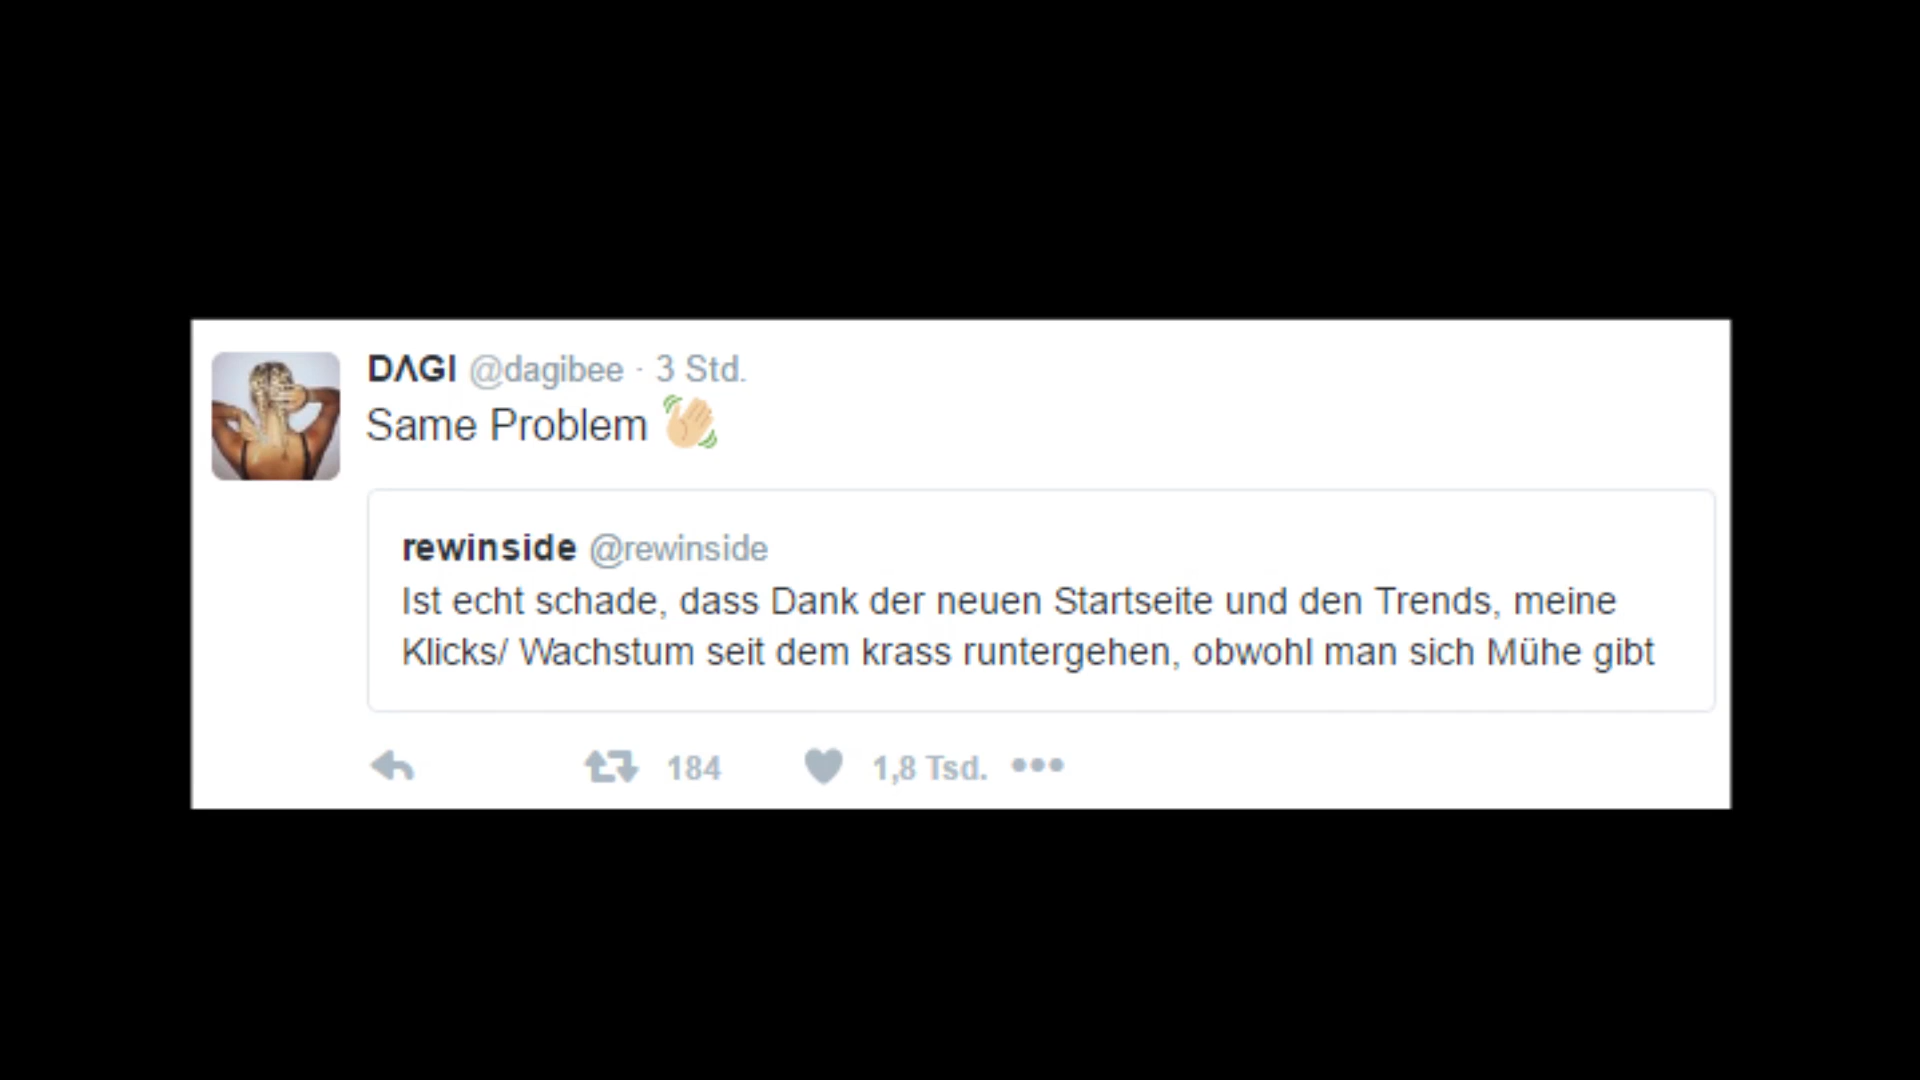 DΛGI @dagibee · 3 Std.
Same Problem 👋🏼
rewinside @rewinside
Ist echt schade, dass Dank der neuen Startseite und den Trends, meine
Klicks/ Wachstum seit dem krass runtergehen, obwohl man sich Mühe gibt
184 1,8 Tsd.